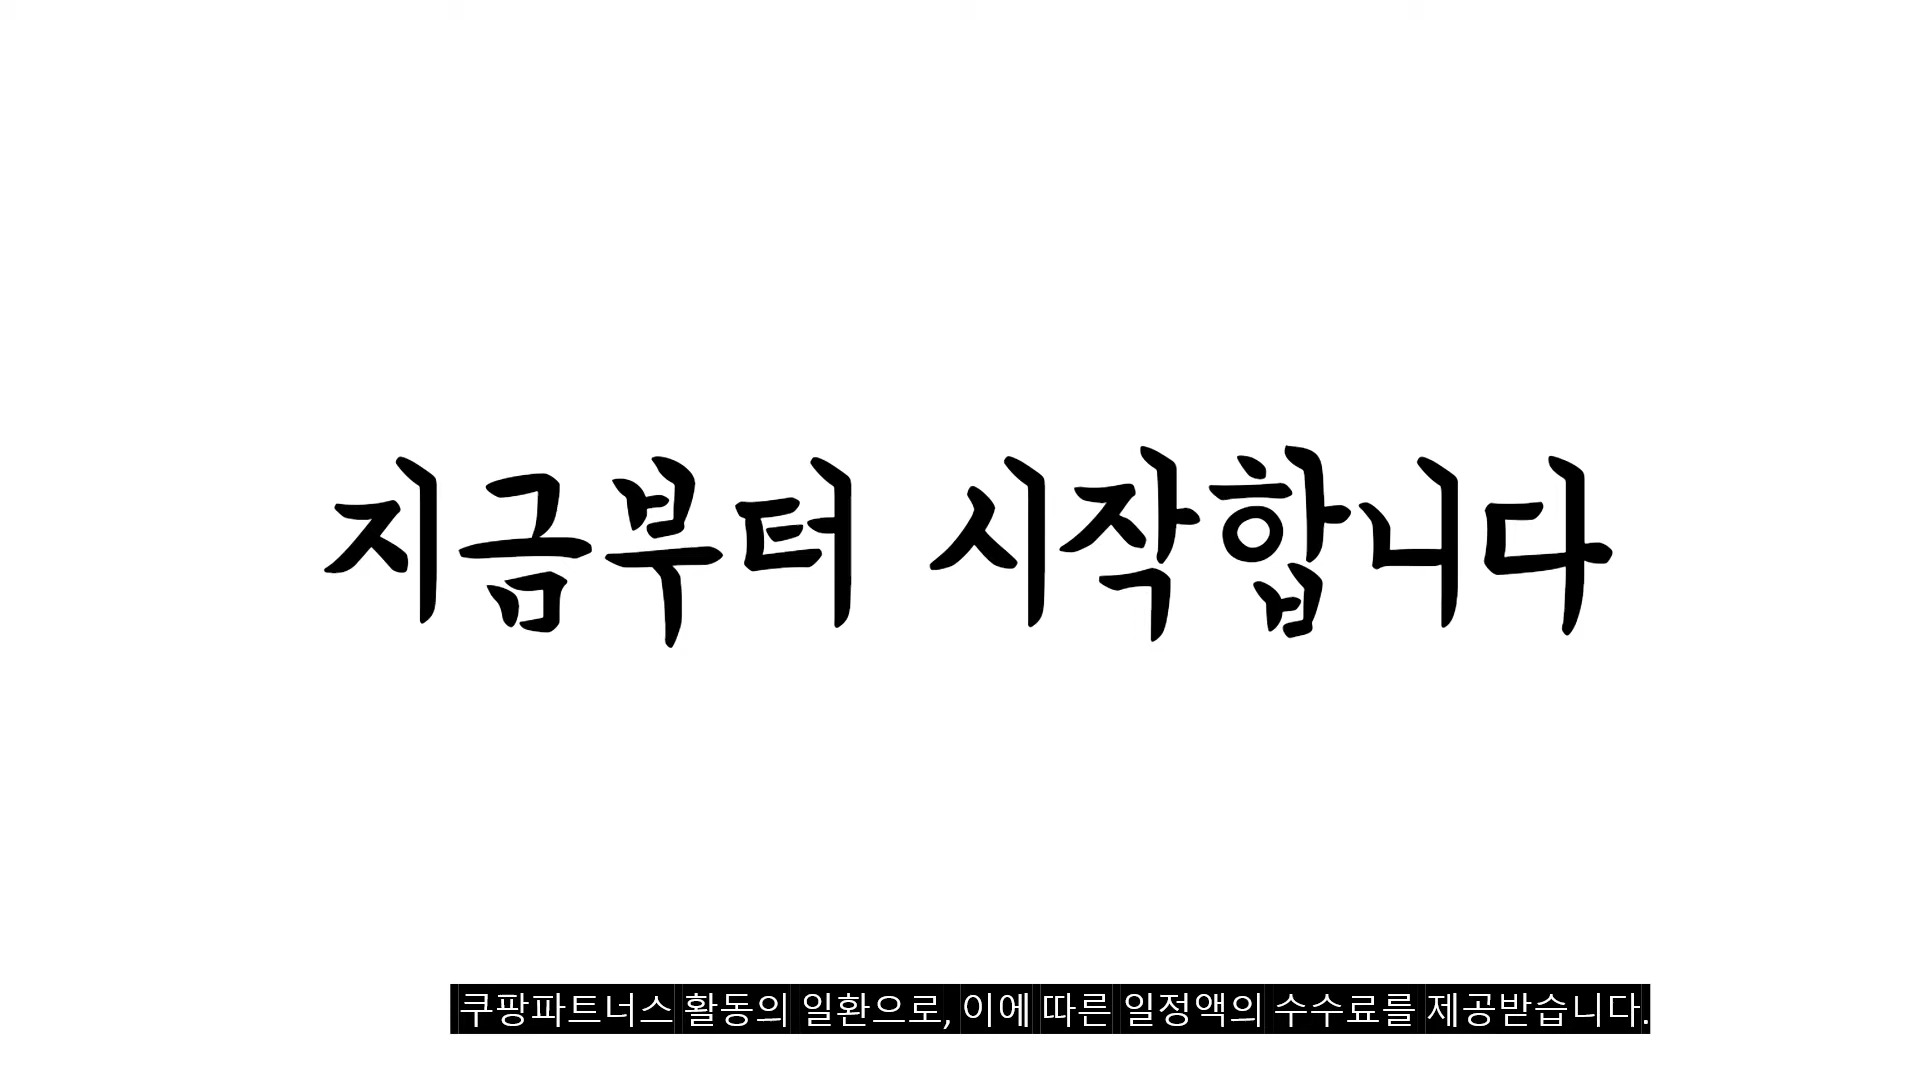 지금부터 시작합니다
쿠팡파트너스 활동의 일환으로, 이에 따른 일정액의 수수료를 제공받습니다.